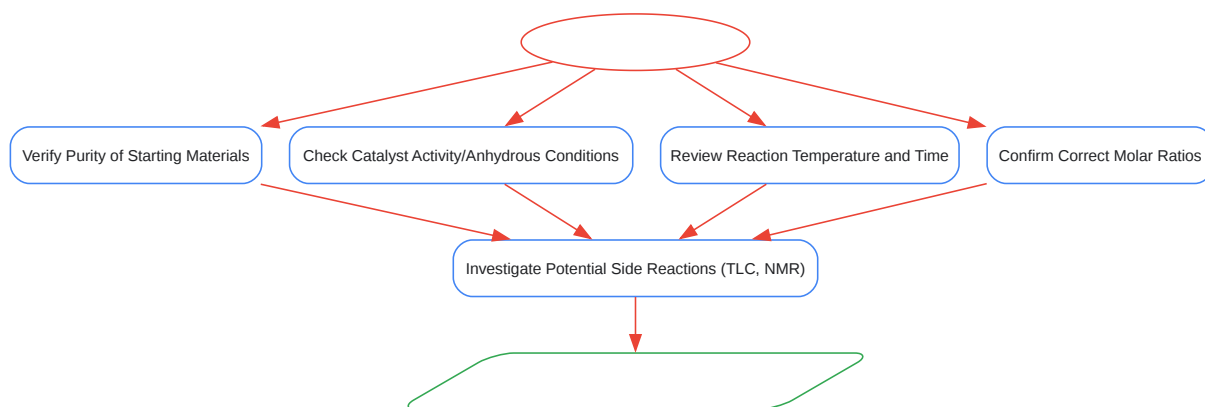 Verify Purity of Starting Materials
Check Catalyst Activity/Anhydrous Conditions
Review Reaction Temperature and Time
Confirm Correct Molar Ratios
Investigate Potential Side Reactions (TLC, NMR)